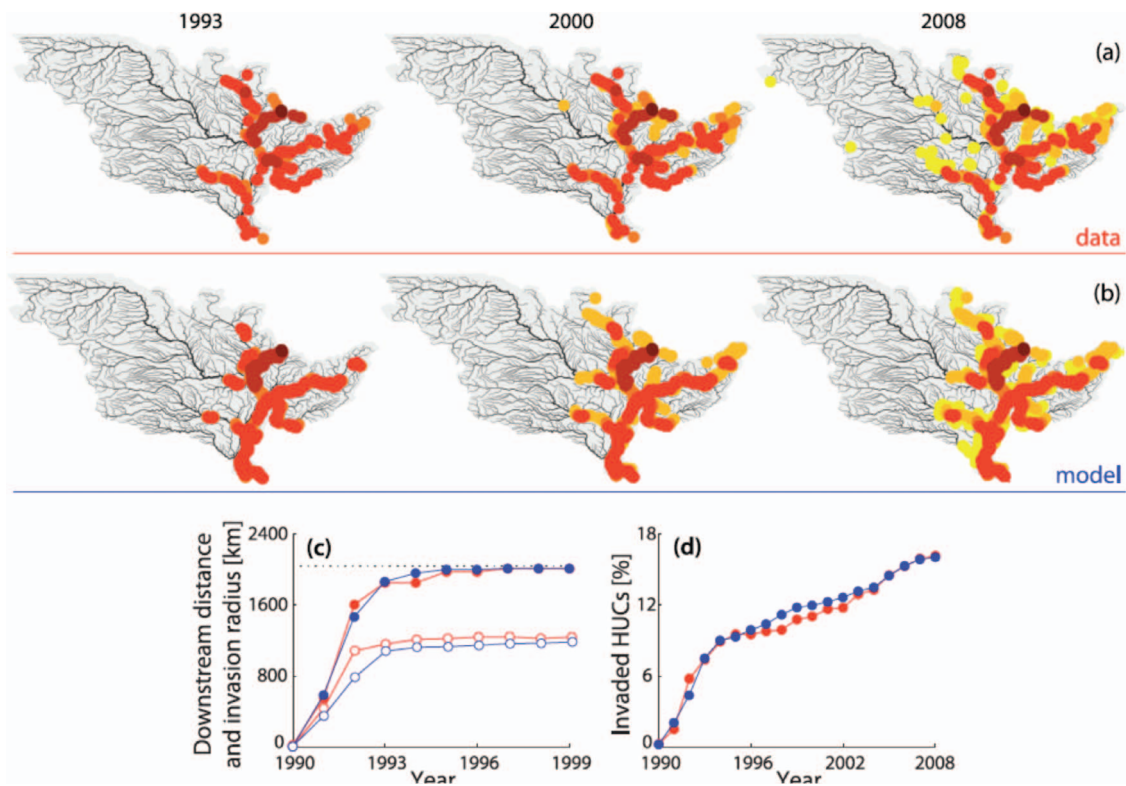 1993 2000 2008
(a)
data
(b)
model
Downstream distance
and invasion radius [km]
2400
1600
800
0
(c)
1990 1993 1996 1999
Year
Invaded HUCs [%]
18
12
6
0
(d)
1990 1996 2002 2008
Year